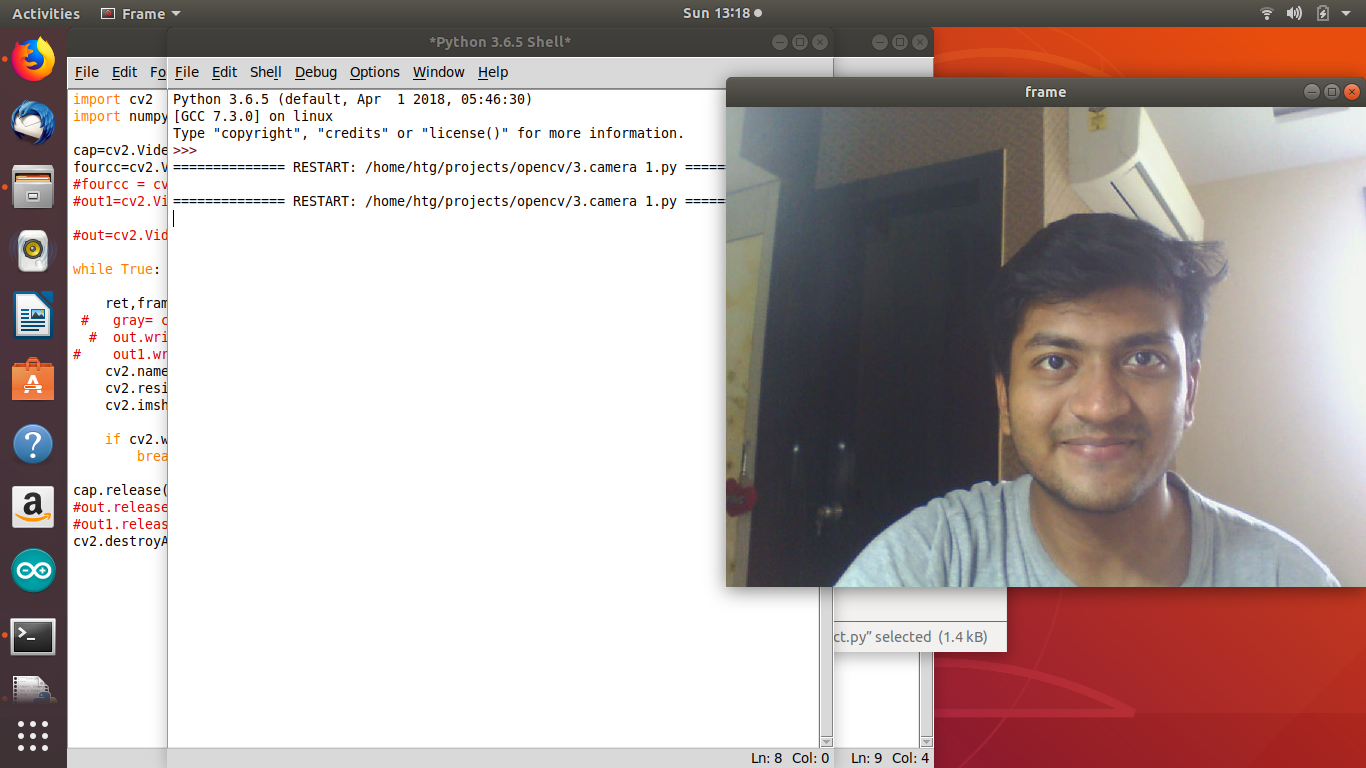 Activities Frame Sun 13:18
*Python 3.6.5 Shell*
File Edit Fo
File Edit Shell Debug Options Window Help
frame
import cv2
import numpy
cap=cv2.Vide
fourcc=cv2.V
#fourcc = cv
#out1=cv2.Vi
#out=cv2.Vid
while True:
ret,fram
# gray= c
# out.wri
# out1.wr
cv2.name
cv2.resi
cv2.imsh
if cv2.w
brea
cap.release(
#out.release
#out1.releas
cv2.destroyA
Python 3.6.5 (default, Apr 1 2018, 05:46:30)
[GCC 7.3.0] on linux
Type "copyright", "credits" or "license()" for more information.
>>>
============== RESTART: /home/htg/projects/opencv/3.camera 1.py =====
============== RESTART: /home/htg/projects/opencv/3.camera 1.py =====
ct.py” selected (1.4 kB)
Ln: 8 Col: 0
Ln: 9 Col: 4